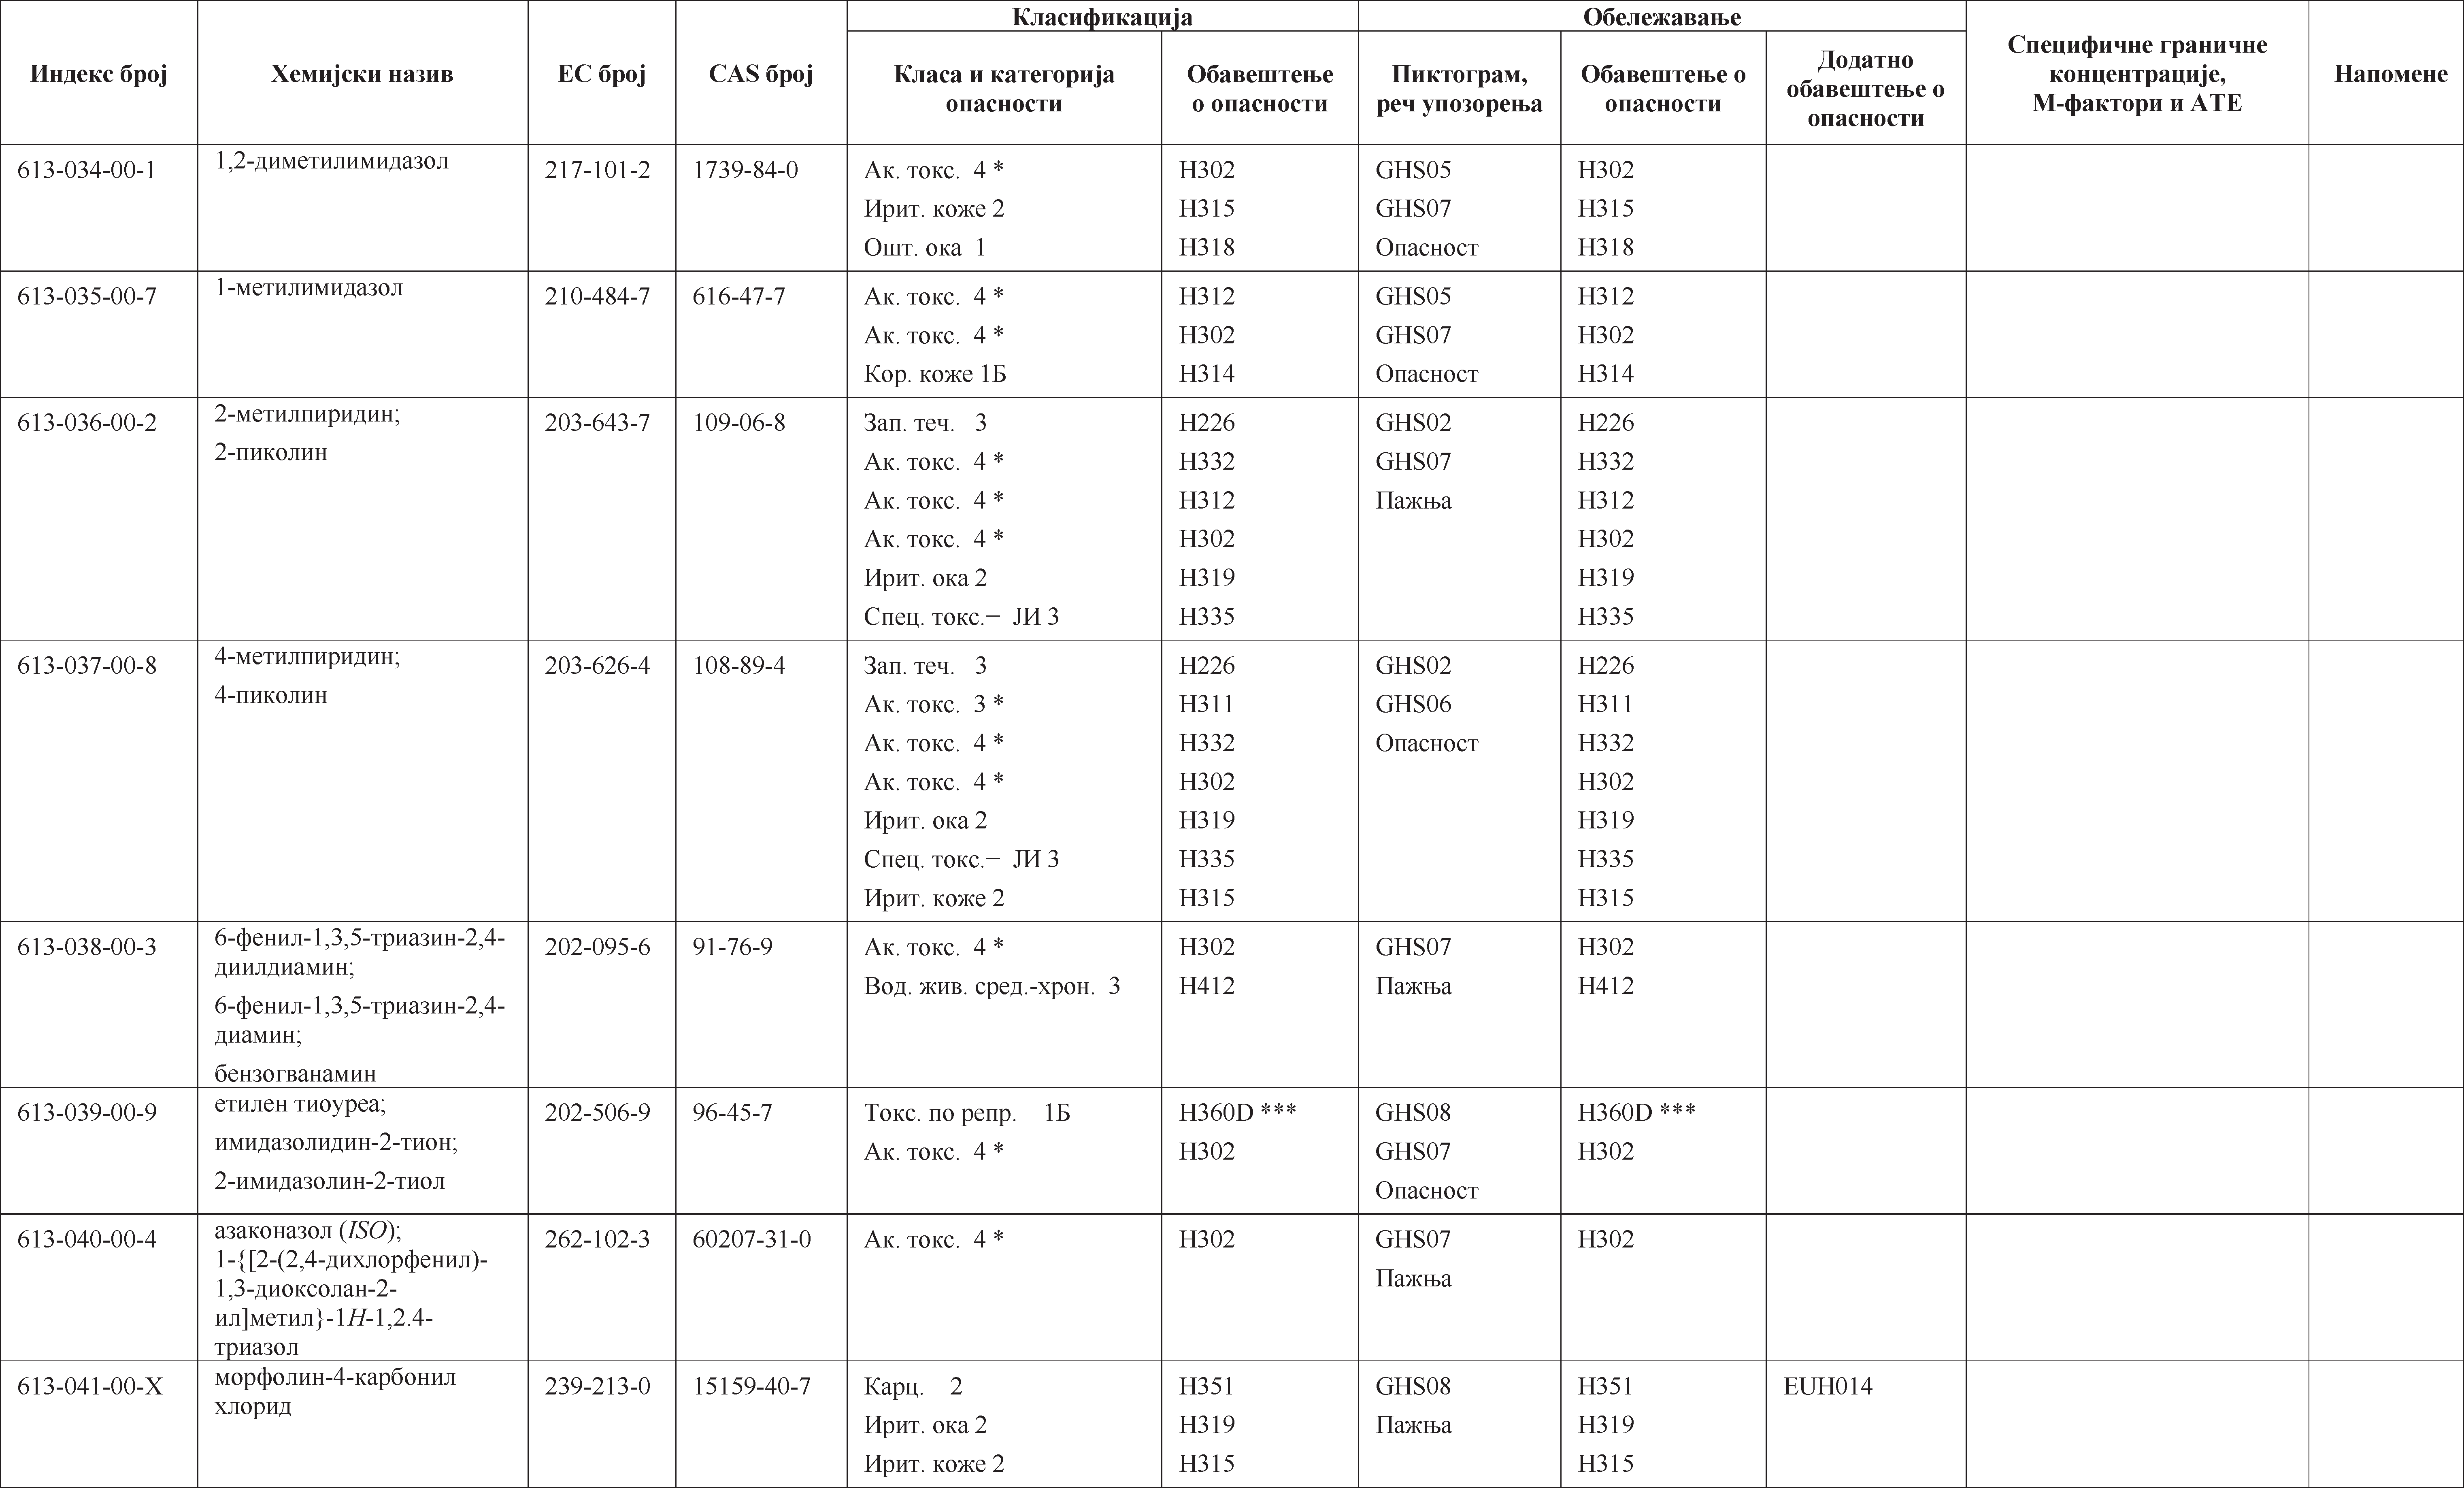 Индекс број
Хемијски назив
ЕС број
CAS број
Класификација
Обележавање
Специфичне граничне
концентрације,
М-фактори и АТЕ
Напомене
Класа и категорија
опасности
Обавештење
о опасности
Пиктограм,
реч упозорења
Обавештење о
опасности
Додатно
обавештење о
опасности
613-034-00-1 1,2-диметилимидазол 217-101-2 1739-84-0 Ак. токс. 4 * H302 GHS05 H302
Ирит. коже 2 H315 GHS07 H315
Ошт. ока 1 H318 Опасност H318
613-035-00-7 1-метилимидазол 210-484-7 616-47-7 Ак. токс. 4 * H312 GHS05 H312
Ак. токс. 4 * H302 GHS07 H302
Кор. коже 1Б H314 Опасност H314
613-036-00-2 2-метилпиридин; 203-643-7 109-06-8 Зап. теч. 3 H226 GHS02 H226
2-пиколин Ак. токс. 4 * H332 GHS07 H332
Ак. токс. 4 * H312 Пажња H312
Ак. токс. 4 * H302 H302
Ирит. ока 2 H319 H319
Спец. токс.− ЈИ 3 H335 H335
613-037-00-8 4-метилпиридин; 203-626-4 108-89-4 Зап. теч. 3 H226 GHS02 H226
4-пиколин Ак. токс. 3 * H311 GHS06 H311
Ак. токс. 4 * H332 Опасност H332
Ак. токс. 4 * H302 H302
Ирит. ока 2 H319 H319
Спец. токс.− ЈИ 3 H335 H335
Ирит. коже 2 H315 H315
613-038-00-3 6-фенил-1,3,5-триазин-2,4- 202-095-6 91-76-9 Ак. токс. 4 * H302 GHS07 H302
диилдиамин; Вод. жив. сред.-хрон. 3 H412 Пажња H412
6-фенил-1,3,5-триазин-2,4-
диамин;
бензогванамин
613-039-00-9 етилен тиоуреа; 202-506-9 96-45-7 Токс. по репр. 1Б H360D *** GHS08 H360D ***
имидазолидин-2-тион; Ак. токс. 4 * H302 GHS07 H302
2-имидазолин-2-тиол Опасност
613-040-00-4 азаконазол (ISO); 262-102-3 60207-31-0 Ак. токс. 4 * H302 GHS07 H302
1-{[2-(2,4-дихлорфенил)- Пажња
1,3-диоксолан-2-
ил]метил}-1H-1,2.4-
триазол
613-041-00-X морфолин-4-карбонил 239-213-0 15159-40-7 Карц. 2 H351 GHS08 H351 EUH014
хлорид Ирит. ока 2 H319 Пажња H319
Ирит. коже 2 H315 H315